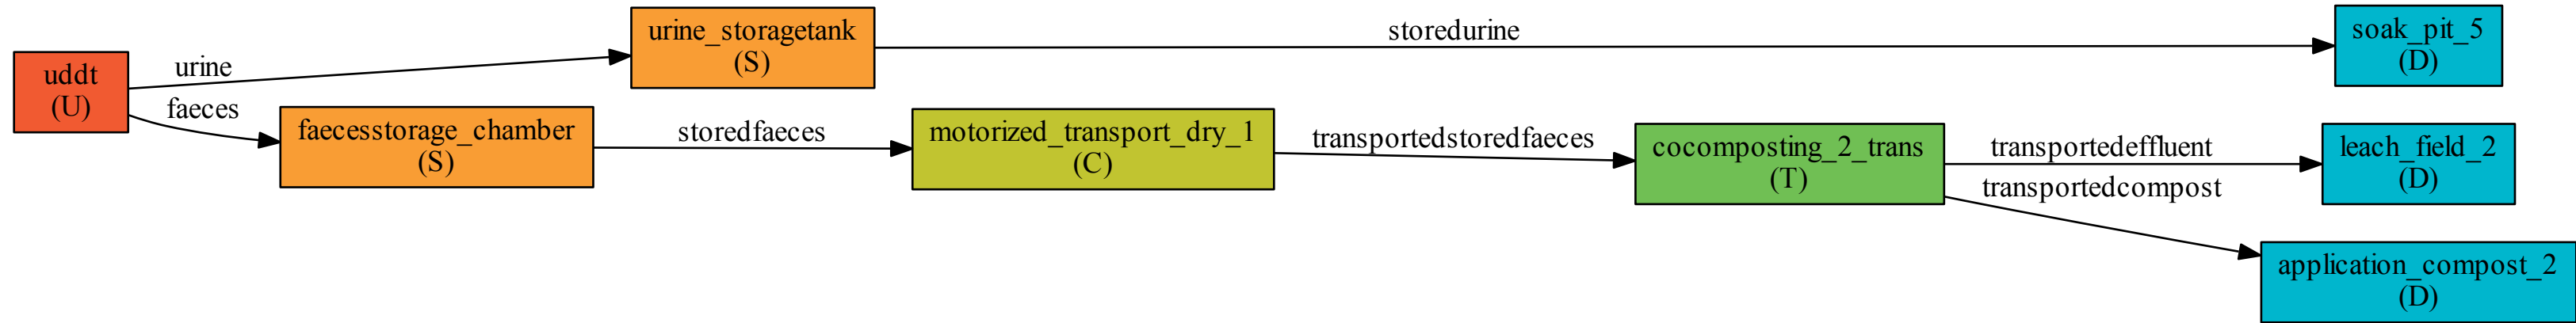 uddt
(U)
urine
faeces
urine_storagetank
(S)
faecesstorage_chamber
(S)
storedurine
storedfaeces
motorized_transport_dry_1
(C)
transportedstoredfaeces
cocomposting_2_trans
(T)
transportedeffluent
transportedcompost
soak_pit_5
(D)
leach_field_2
(D)
application_compost_2
(D)